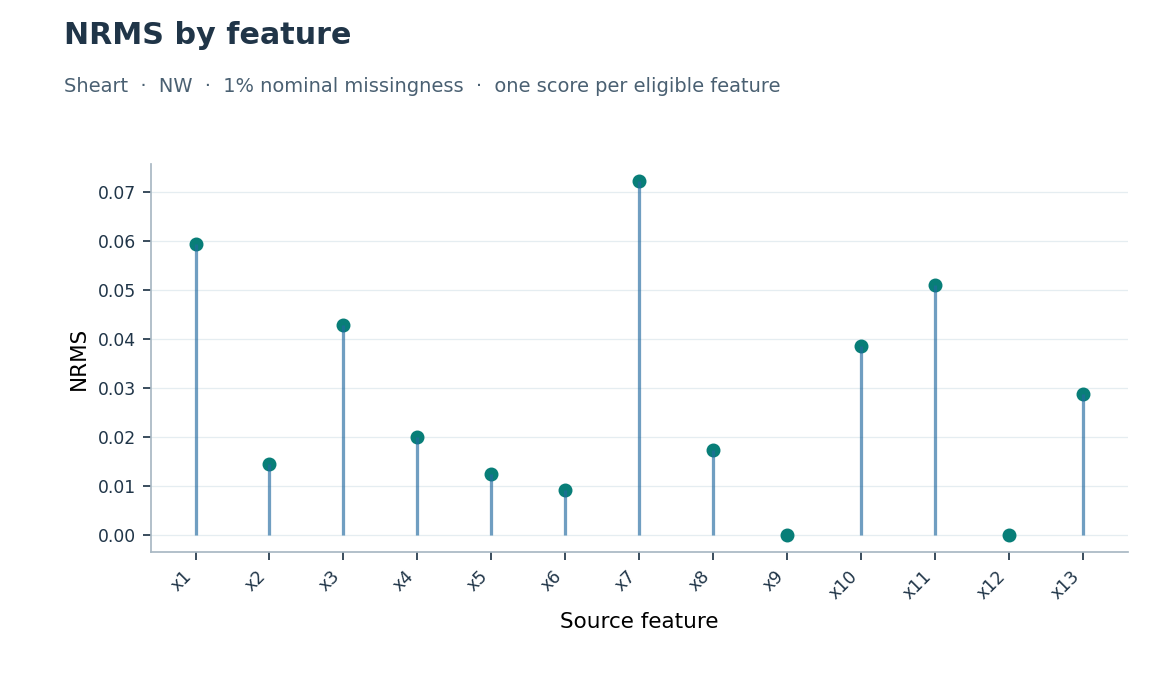 NRMS by feature
Sheart · NW · 1% nominal missingness · one score per eligible feature
0.07
0.06
0.05
0.04
0.03
0.02
0.01
0.00
NRMS
x1 x2 x3 x4 x5 x6 x7 x8 x9 x10 x11 x12 x13
Source feature